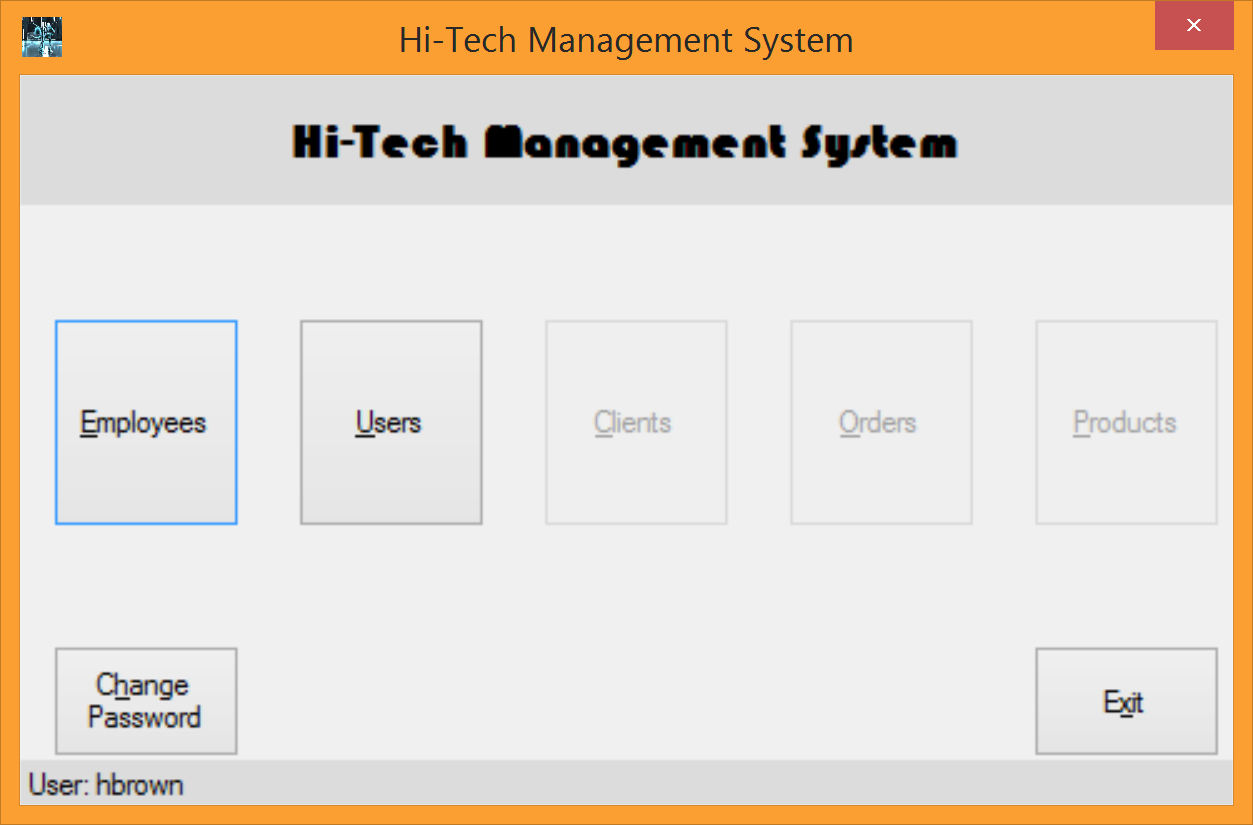 Hi-Tech Management System
Hi-Tech Management System
Employees
Users
Clients
Orders
Products
Change
Password
Exit
User: hbrown